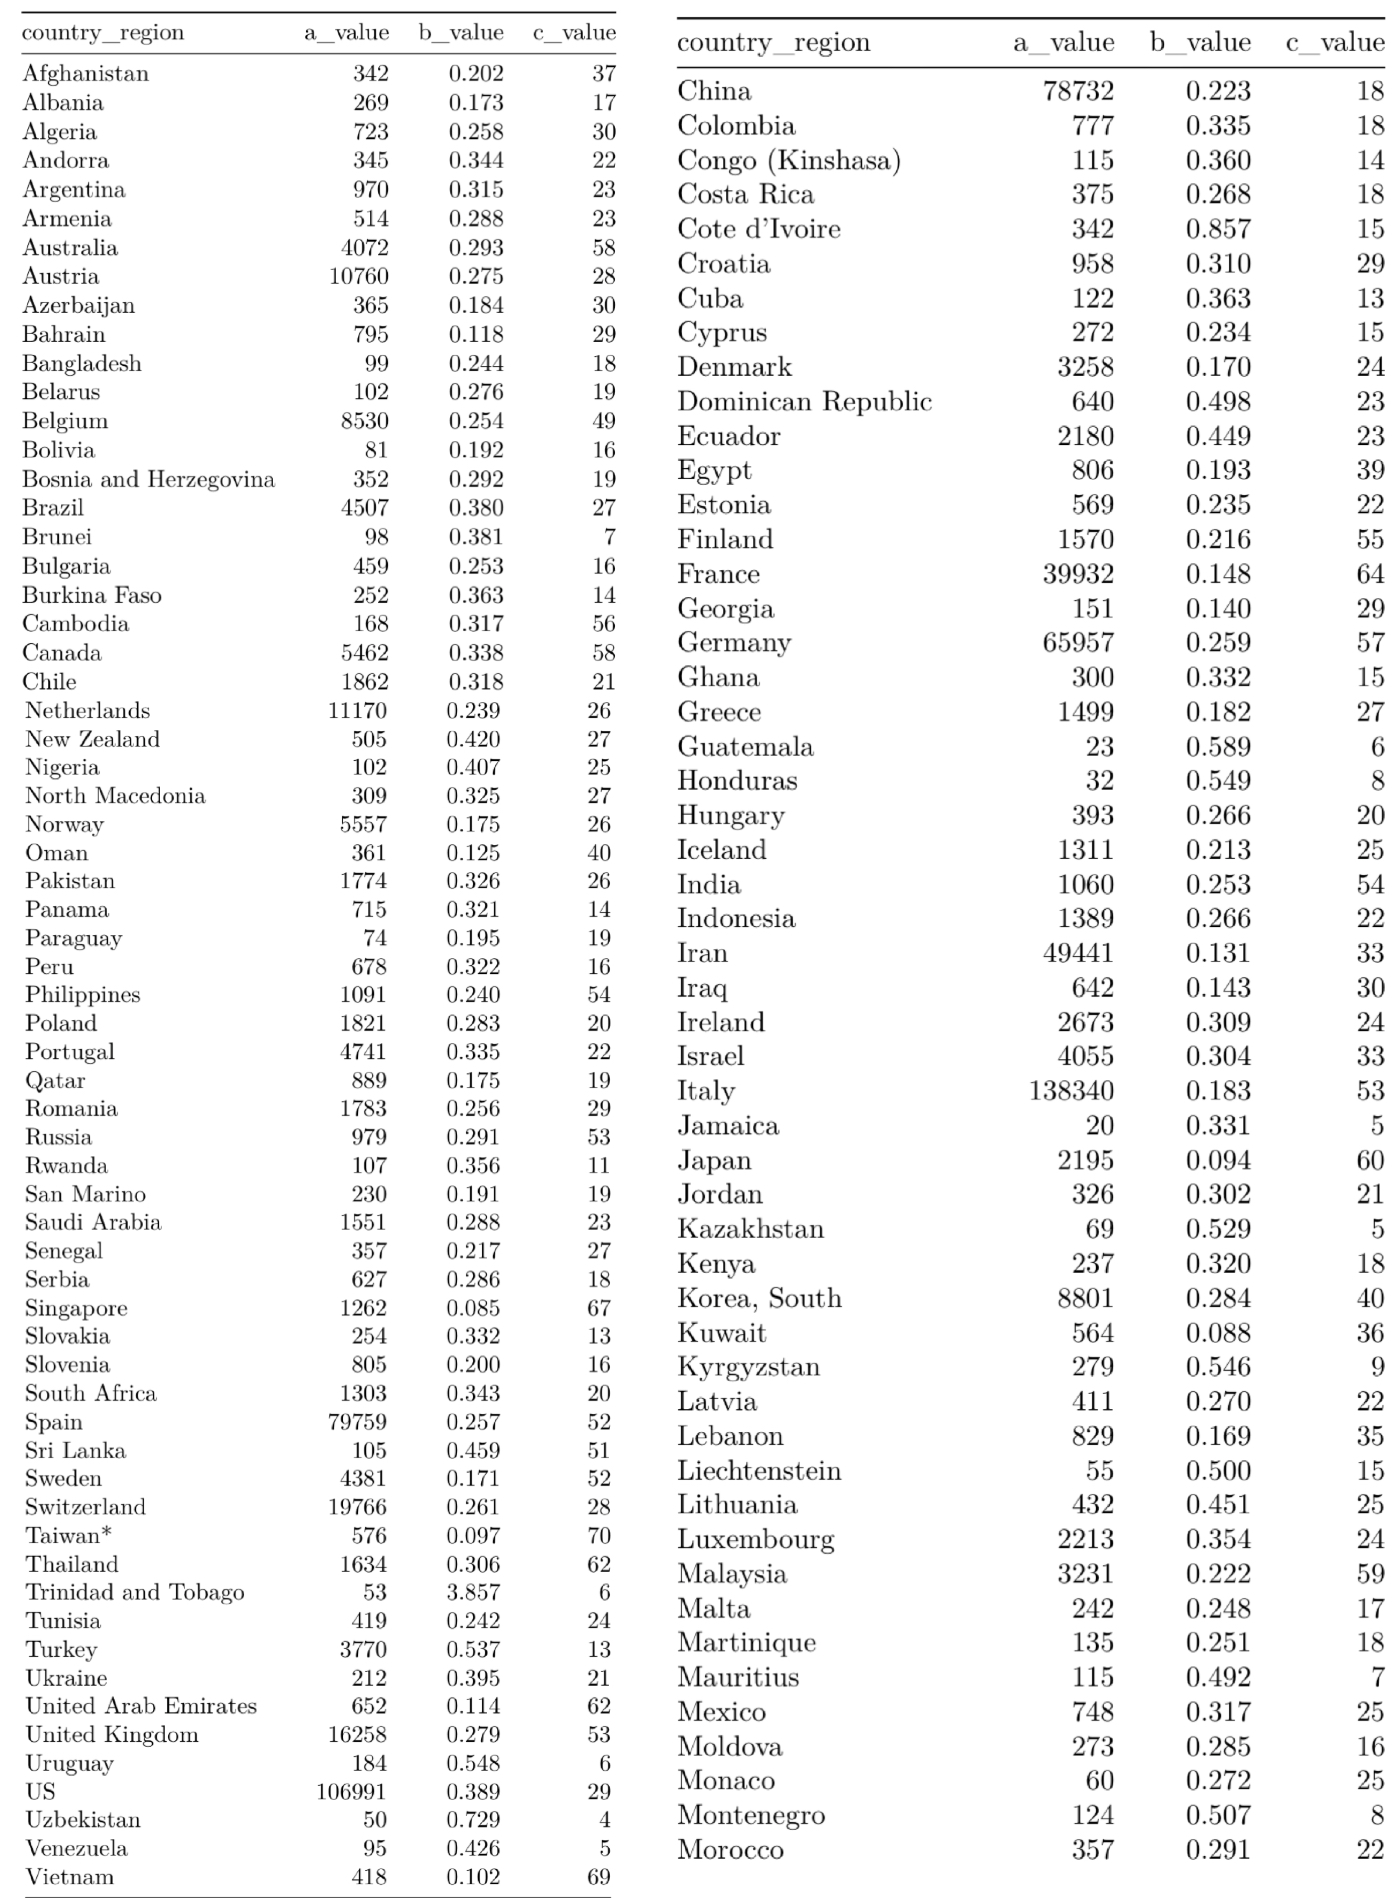 country_region a_value b_value c_value
Afghanistan 342 0.202 37
Albania 269 0.173 17
Algeria 723 0.258 30
Andorra 345 0.344 22
Argentina 970 0.315 23
Armenia 514 0.288 23
Australia 4072 0.293 58
Austria 10760 0.275 28
Azerbaijan 365 0.184 30
Bahrain 795 0.118 29
Bangladesh 99 0.244 18
Belarus 102 0.276 19
Belgium 8530 0.254 49
Bolivia 81 0.192 16
Bosnia and Herzegovina 352 0.292 19
Brazil 4507 0.380 27
Brunei 98 0.381 7
Bulgaria 459 0.253 16
Burkina Faso 252 0.363 14
Cambodia 168 0.317 56
Canada 5462 0.338 58
Chile 1862 0.318 21
Netherlands 11170 0.239 26
New Zealand 505 0.420 27
Nigeria 102 0.407 25
North Macedonia 309 0.325 27
Norway 5557 0.175 26
Oman 361 0.125 40
Pakistan 1774 0.326 26
Panama 715 0.321 14
Paraguay 74 0.195 19
Peru 678 0.322 16
Philippines 1091 0.240 54
Poland 1821 0.283 20
Portugal 4741 0.335 22
Qatar 889 0.175 19
Romania 1783 0.256 29
Russia 979 0.291 53
Rwanda 107 0.356 11
San Marino 230 0.191 19
Saudi Arabia 1551 0.288 23
Senegal 357 0.217 27
Serbia 627 0.286 18
Singapore 1262 0.085 67
Slovakia 254 0.332 13
Slovenia 805 0.200 16
South Africa 1303 0.343 20
Spain 79759 0.257 52
Sri Lanka 105 0.459 51
Sweden 4381 0.171 52
Switzerland 19766 0.261 28
Taiwan* 576 0.097 70
Thailand 1634 0.306 62
Trinidad and Tobago 53 3.857 6
Tunisia 419 0.242 24
Turkey 3770 0.537 13
Ukraine 212 0.395 21
United Arab Emirates 652 0.114 62
United Kingdom 16258 0.279 53
Uruguay 184 0.548 6
US 106991 0.389 29
Uzbekistan 50 0.729 4
Venezuela 95 0.426 5
Vietnam 418 0.102 69
country_region a_value b_value c_value
China 78732 0.223 18
Colombia 777 0.335 18
Congo (Kinshasa) 115 0.360 14
Costa Rica 375 0.268 18
Cote d'Ivoire 342 0.857 15
Croatia 958 0.310 29
Cuba 122 0.363 13
Cyprus 272 0.234 15
Denmark 3258 0.170 24
Dominican Republic 640 0.498 23
Ecuador 2180 0.449 23
Egypt 806 0.193 39
Estonia 569 0.235 22
Finland 1570 0.216 55
France 39932 0.148 64
Georgia 151 0.140 29
Germany 65957 0.259 57
Ghana 300 0.332 15
Greece 1499 0.182 27
Guatemala 23 0.589 6
Honduras 32 0.549 8
Hungary 393 0.266 20
Iceland 1311 0.213 25
India 1060 0.253 54
Indonesia 1389 0.266 22
Iran 49441 0.131 33
Iraq 642 0.143 30
Ireland 2673 0.309 24
Israel 4055 0.304 33
Italy 138340 0.183 53
Jamaica 20 0.331 5
Japan 2195 0.094 60
Jordan 326 0.302 21
Kazakhstan 69 0.529 5
Kenya 237 0.320 18
Korea, South 8801 0.284 40
Kuwait 564 0.088 36
Kyrgyzstan 279 0.546 9
Latvia 411 0.270 22
Lebanon 829 0.169 35
Liechtenstein 55 0.500 15
Lithuania 432 0.451 25
Luxembourg 2213 0.354 24
Malaysia 3231 0.222 59
Malta 242 0.248 17
Martinique 135 0.251 18
Mauritius 115 0.492 7
Mexico 748 0.317 25
Moldova 273 0.285 16
Monaco 60 0.272 25
Montenegro 124 0.507 8
Morocco 357 0.291 22